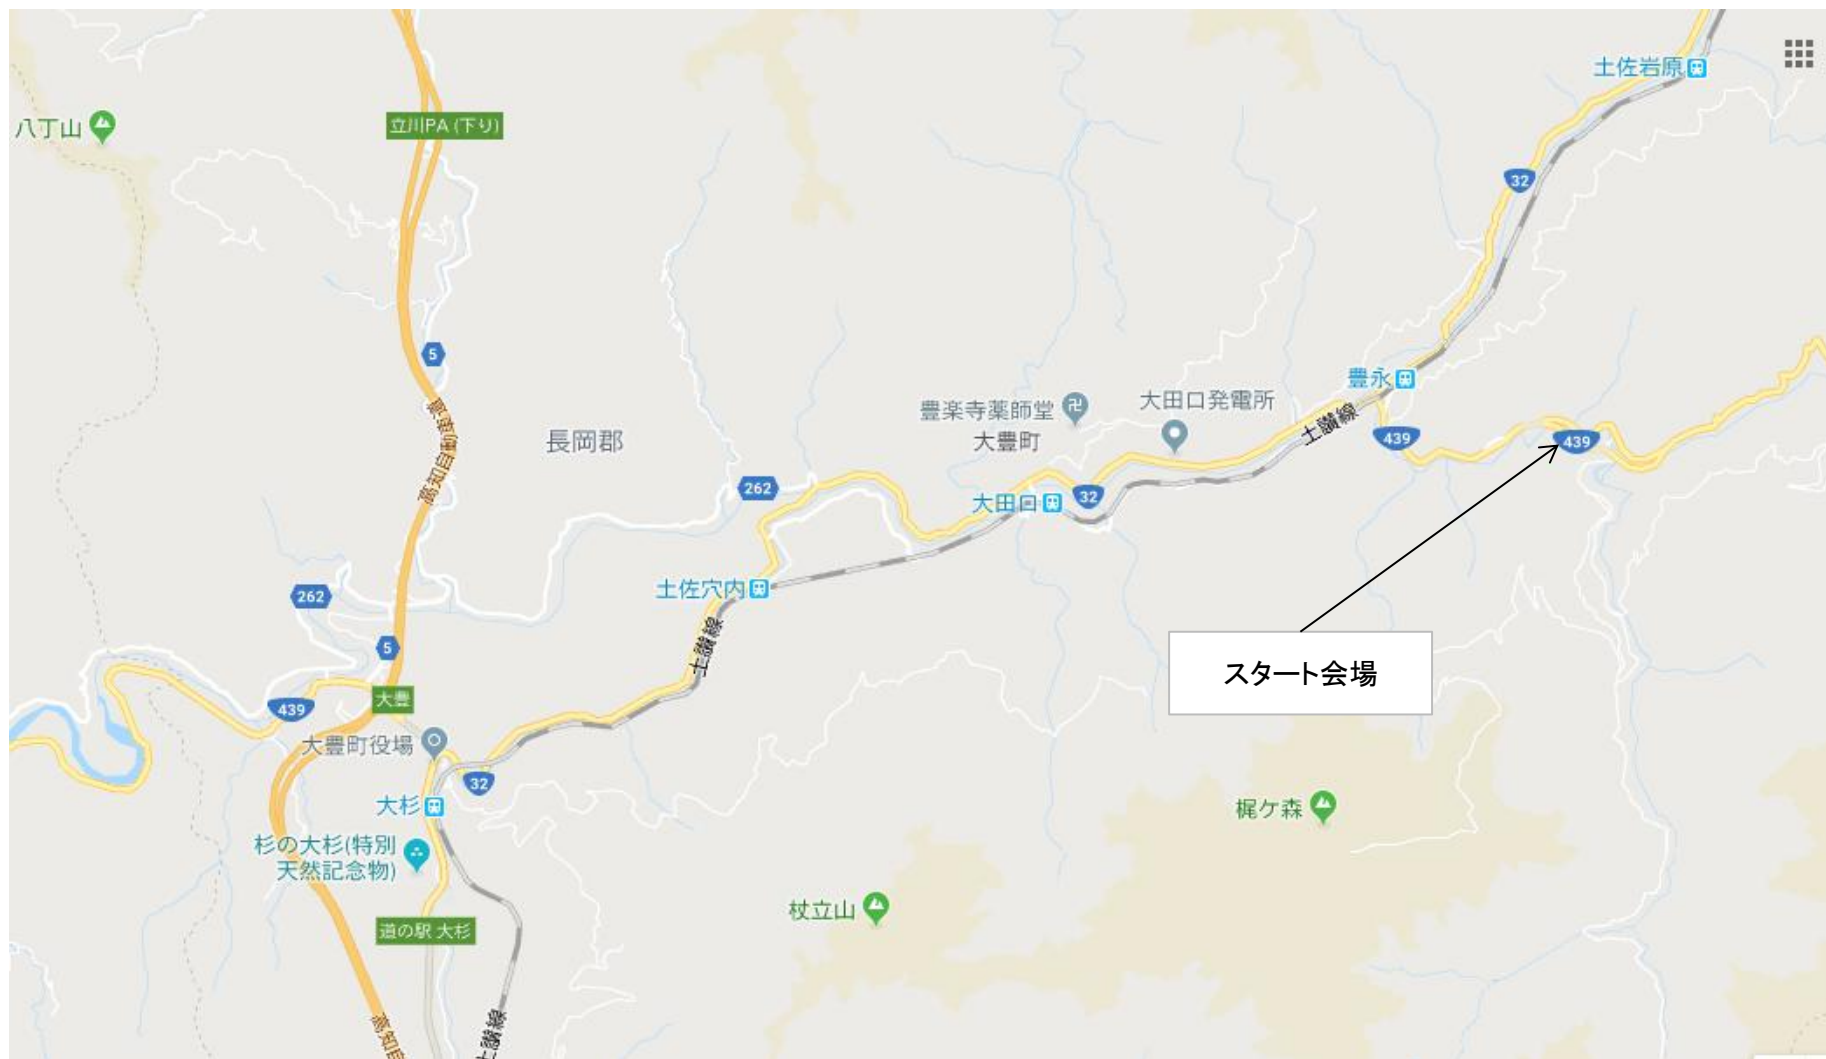 土佐岩原
八丁山
立川PA (下り)
32
5
豊永
大田口発電所
豊楽寺薬師堂
大豊町
土讃線
439
439
高知自動車道
長岡郡
262
大田口
32
土佐穴内
262
土讃線
5
スタート会場
大豊
439
大豊町役場
32
大杉
梶ケ森
杉の大杉(特別
天然記念物)
杖立山
道の駅 大杉
高知自
土讃線